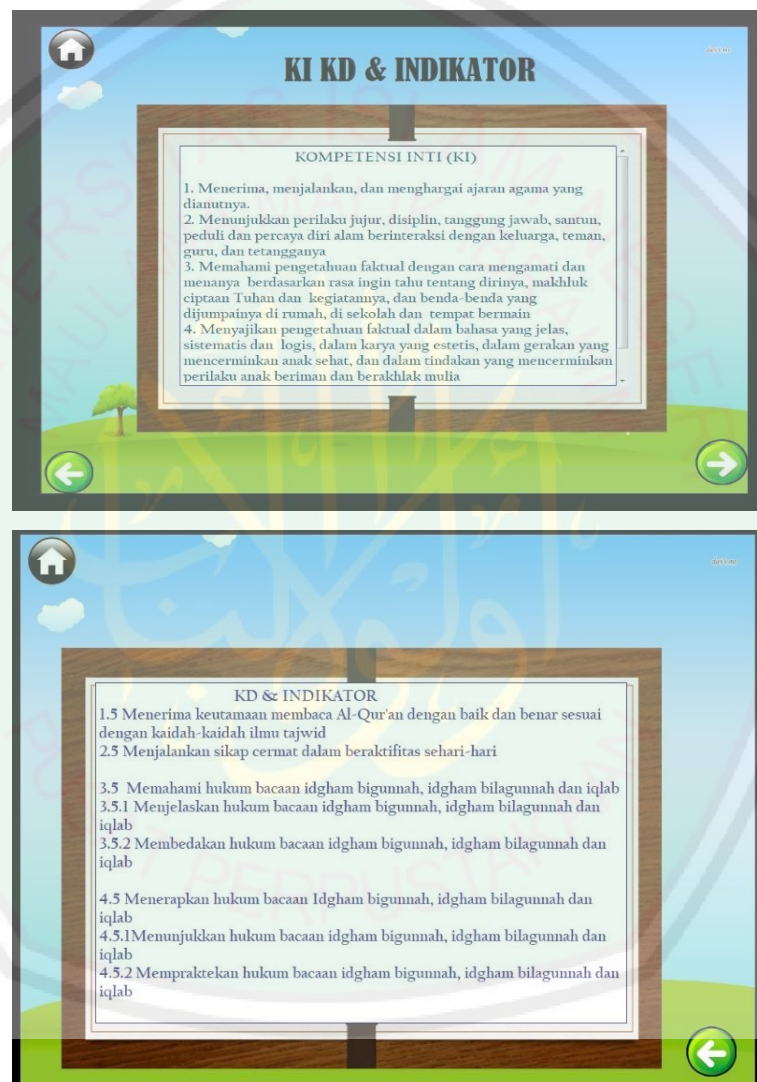 KI KD & INDIKATOR
KOMPETENSI INTI (KI)
1. Menerima, menjalankan, dan menghargai ajaran agama yang
dianutnya.
2. Menunjukkan perilaku jujur, disiplin, tanggung jawab, santun,
peduli dan percaya diri alam berinteraksi dengan keluarga, teman,
guru, dan tetangganya
3. Memahami pengetahuan faktual dengan cara mengamati dan
menanya berdasarkan rasa ingin tahu tentang dirinya, makhluk
ciptaan Tuhan dan kegiatannya, dan benda-benda yang
dijumpainya di rumah, di sekolah dan tempat bermain
4. Menyajikan pengetahuan faktual dalam bahasa yang jelas,
sistematis dan logis, dalam karya yang estetis, dalam gerakan yang
mencerminkan anak sehat, dan dalam tindakan yang mencerminkan
perilaku anak beriman dan berakhlak mulia
KD & INDIKATOR
1.5 Menerima keutamaan membaca Al-Qur'an dengan baik dan benar sesuai
dengan kaidah-kaidah ilmu tajwid
2.5 Menjalankan sikap cermat dalam beraktifitas sehari-hari
3.5 Memahami hukum bacaan idgham bigunnah, idgham bilagunnah dan iqlab
3.5.1 Menjelaskan hukum bacaan idgham bigunnah, idgham bilagunnah dan
iqlab
3.5.2 Membedakan hukum bacaan idgham bigunnah, idgham bilagunnah dan
iqlab
4.5 Menerapkan hukum bacaan Idgham bigunnah, idgham bilagunnah dan
iqlab
4.5.1Menunjukkan hukum bacaan idgham bigunnah, idgham bilagunnah dan
iqlab
4.5.2 Mempraktekan hukum bacaan idgham bigunnah, idgham bilagunnah dan
iqlab